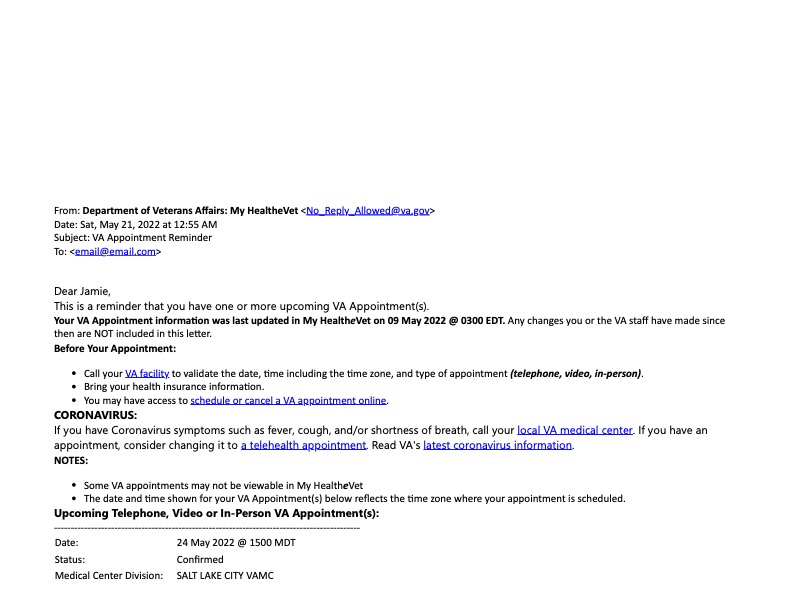 From: Department of Veterans Affairs: My HealtheVet <No_Reply_Allowed@va.gov>
Date: Sat, May 21, 2022 at 12:55 AM
Subject: VA Appointment Reminder
To: <email@email.com>
Dear Jamie,
This is a reminder that you have one or more upcoming VA Appointment(s).
Your VA Appointment information was last updated in My HealtheVet on 09 May 2022 @ 0300 EDT. Any changes you or the VA staff have made since
then are NOT included in this letter.
Before Your Appointment:
• Call your VA facility to validate the date, time including the time zone, and type of appointment (telephone, video, in-person).
• Bring your health insurance information.
• You may have access to schedule or cancel a VA appointment online.
CORONAVIRUS:
If you have Coronavirus symptoms such as fever, cough, and/or shortness of breath, call your local VA medical center. If you have an
appointment, consider changing it to a telehealth appointment. Read VA's latest coronavirus information.
NOTES:
• Some VA appointments may not be viewable in My HealtheVet
• The date and time shown for your VA Appointment(s) below reflects the time zone where your appointment is scheduled.
Upcoming Telephone, Video or In-Person VA Appointment(s):
--------------------------------------------------------------------------------------------
Date: 24 May 2022 @ 1500 MDT
Status: Confirmed
Medical Center Division: SALT LAKE CITY VAMC